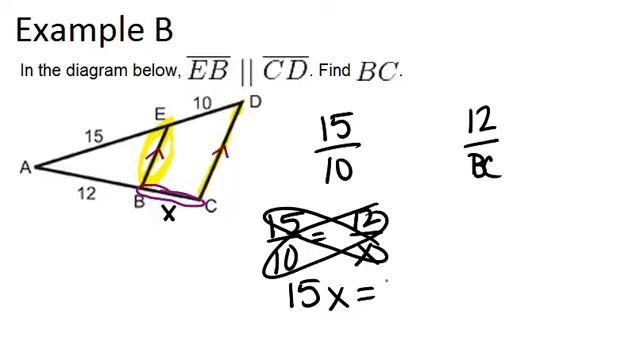 Example B
In the diagram below, EB || CD. Find BC.
10 D
E
15
A
12
B
C
x
15/10 12/BC
15/10 = 12/x
15x =